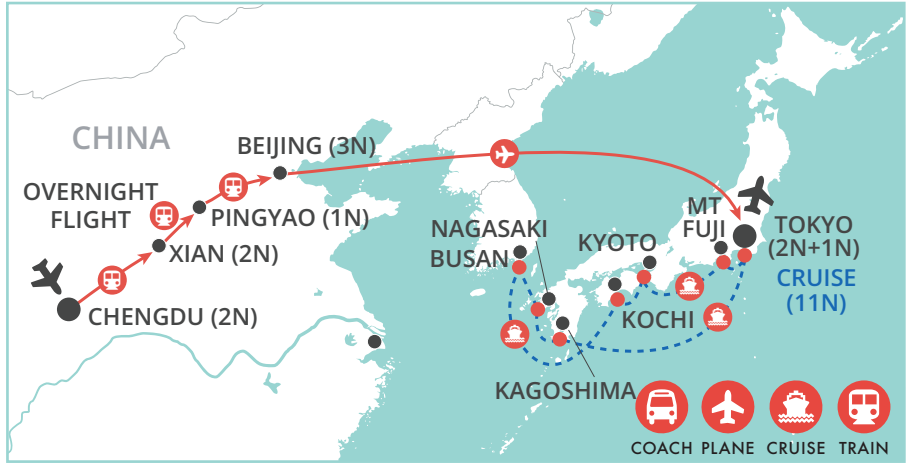 CHINA
BEIJING (3N)
OVERNIGHT
FLIGHT
PINGYAO (1N)
XIAN (2N)
CHENGDU (2N)
NAGASAKI
BUSAN
KYOTO
MT
FUJI
TOKYO
(2N+1N)
CRUISE
(11N)
KOCHI
KAGOSHIMA
COACH PLANE CRUISE TRAIN